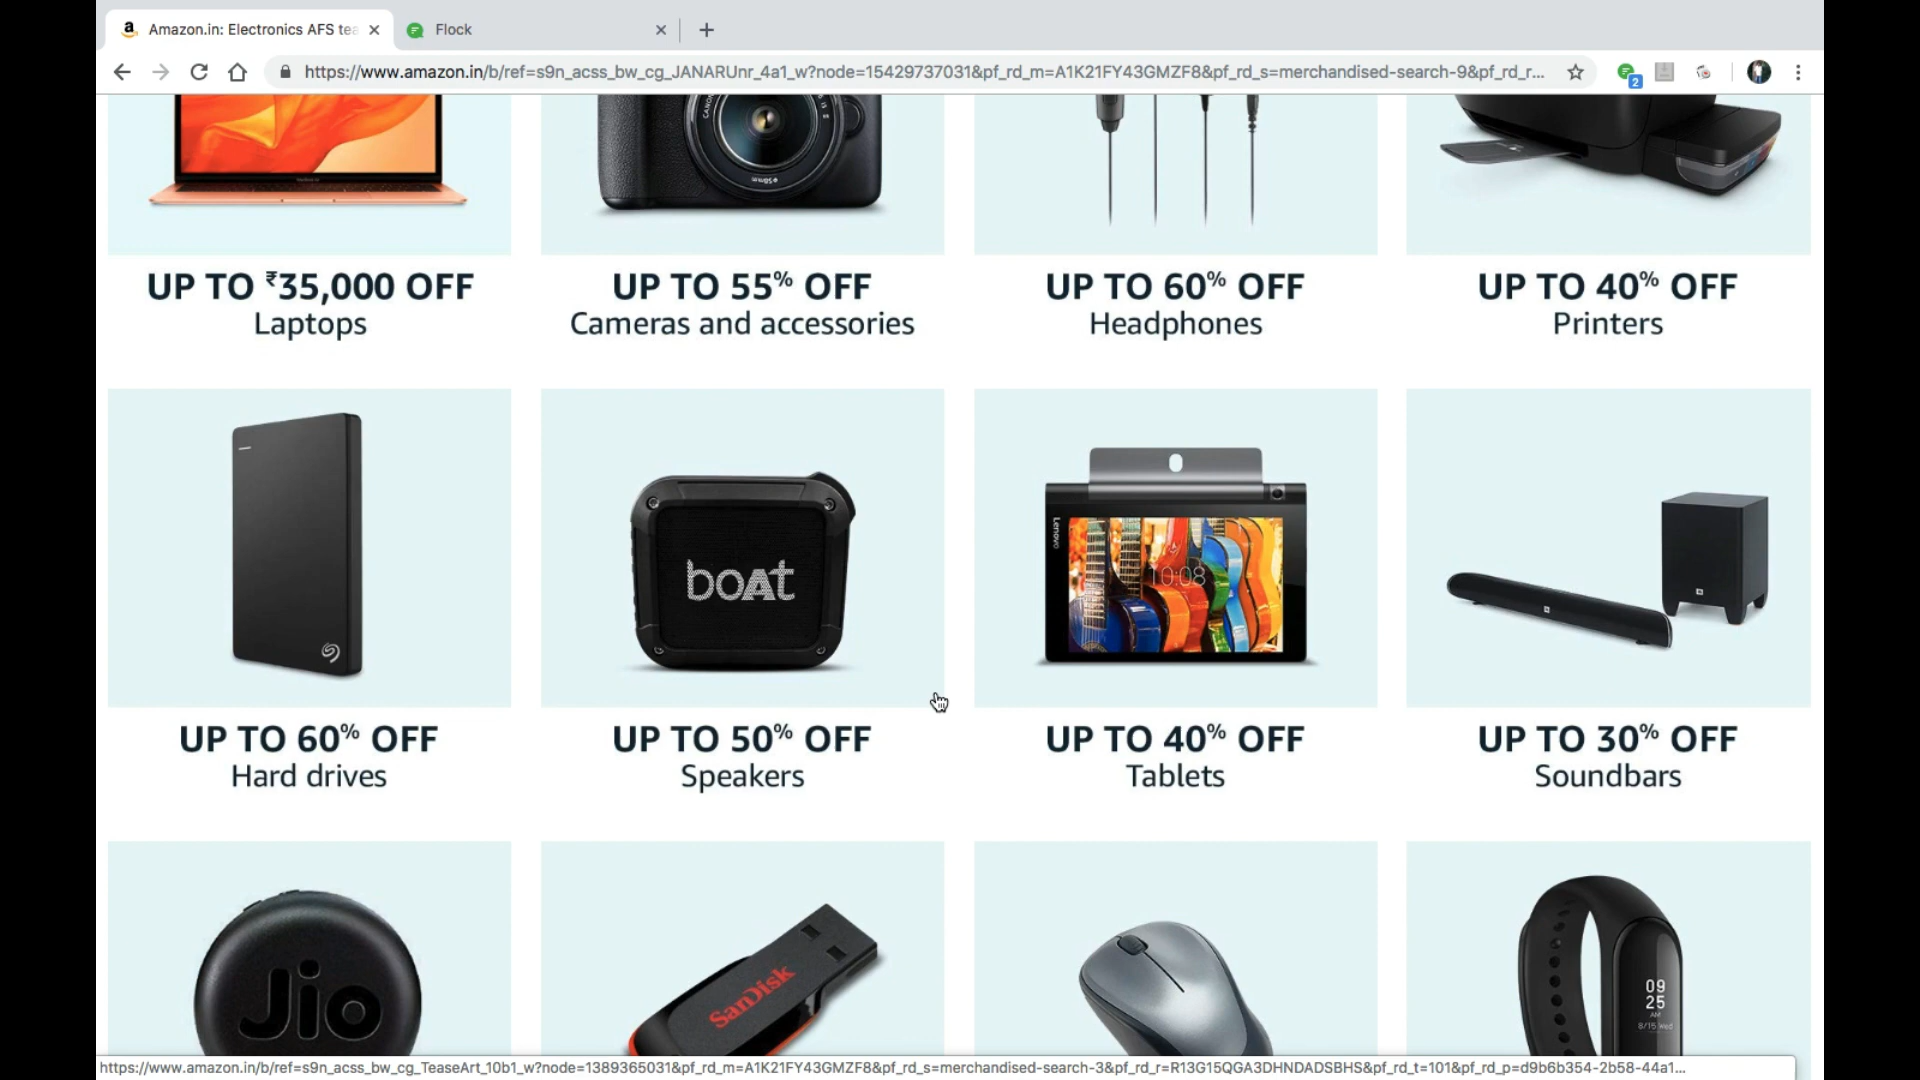 Amazon.in: Electronics AFS tea
Flock
https://www.amazon.in/b/ref=s9n_acss_bw_cg_JANARUnr_4a1_w?node=15429737031&pf_rd_m=A1K21FY43GMZF8&pf_rd_s=merchandised-search-9&pf_rd_r...
2
UP TO ₹35,000 OFF
Laptops
UP TO 55% OFF
Cameras and accessories
UP TO 60% OFF
Headphones
UP TO 40% OFF
Printers
boAt
Lenovo
10:08
UP TO 60% OFF
Hard drives
UP TO 50% OFF
Speakers
UP TO 40% OFF
Tablets
UP TO 30% OFF
Soundbars
Jio
SanDisk
09
25
AM
8/15 Wed
https://www.amazon.in/b/ref=s9n_acss_bw_cg_TeaseArt_10b1_w?node=1389365031&pf_rd_m=A1K21FY43GMZF8&pf_rd_s=merchandised-search-3&pf_rd_r=R13G15QGA3DHNDADSBHS&pf_rd_t=101&pf_rd_p=d9b6b354-2b58-44a1...